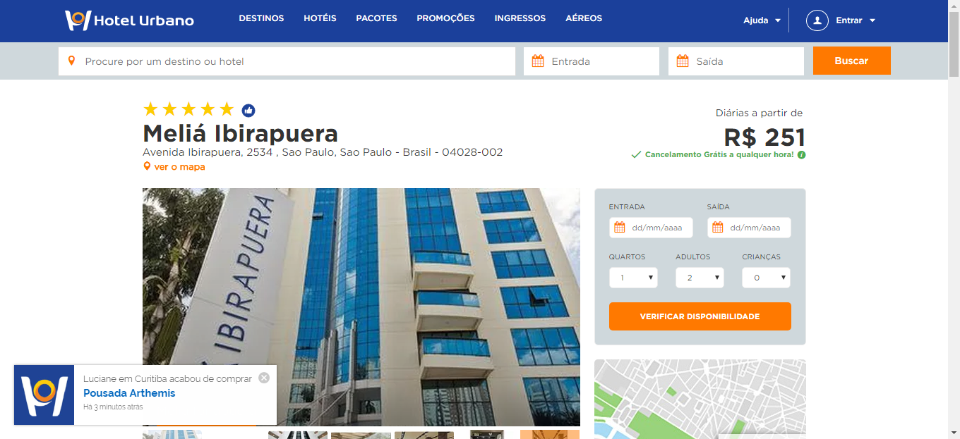 Hotel Urbano
DESTINOS HOTÉIS PACOTES PROMOÇÕES INGRESSOS AÉREOS
Ajuda Entrar
Procure por um destino ou hotel Entrada Saída Buscar
Meliá Ibirapuera
Avenida Ibirapuera, 2534 , Sao Paulo, Sao Paulo - Brasil - 04028-002
ver o mapa
Diárias a partir de
R$ 251
Cancelamento Grátis a qualquer hora!
IBIRAPUERA
ENTRADA SAÍDA
dd/mm/aaaa dd/mm/aaaa
QUARTOS ADULTOS CRIANÇAS
1 2 0
VERIFICAR DISPONIBILIDADE
Luciane em Curitiba acabou de comprar
Pousada Arthemis
Há 3 minutos atrás